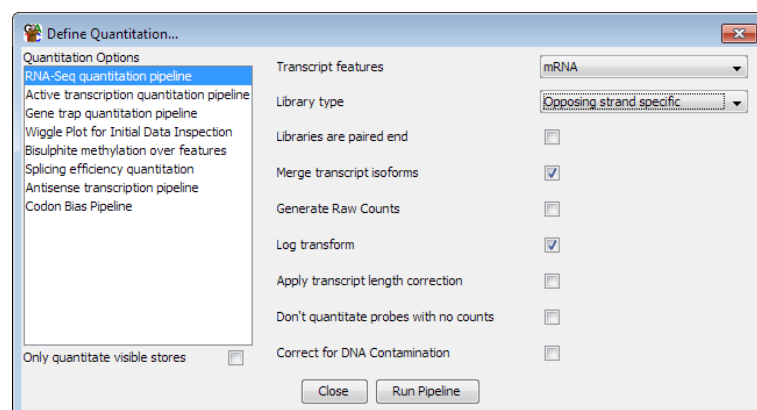 Define Quantitation...
Quantitation Options
RNA-Seq quantitation pipeline
Active transcription quantitation pipeline
Gene trap quantitation pipeline
Wiggle Plot for Initial Data Inspection
Bisulphite methylation over features
Splicing efficiency quantitation
Antisense transcription pipeline
Codon Bias Pipeline
Only quantitate visible stores
Transcript features mRNA
Library type Opposing strand specific
Libraries are paired end
Merge transcript isoforms
Generate Raw Counts
Log transform
Apply transcript length correction
Don't quantitate probes with no counts
Correct for DNA Contamination
Close Run Pipeline